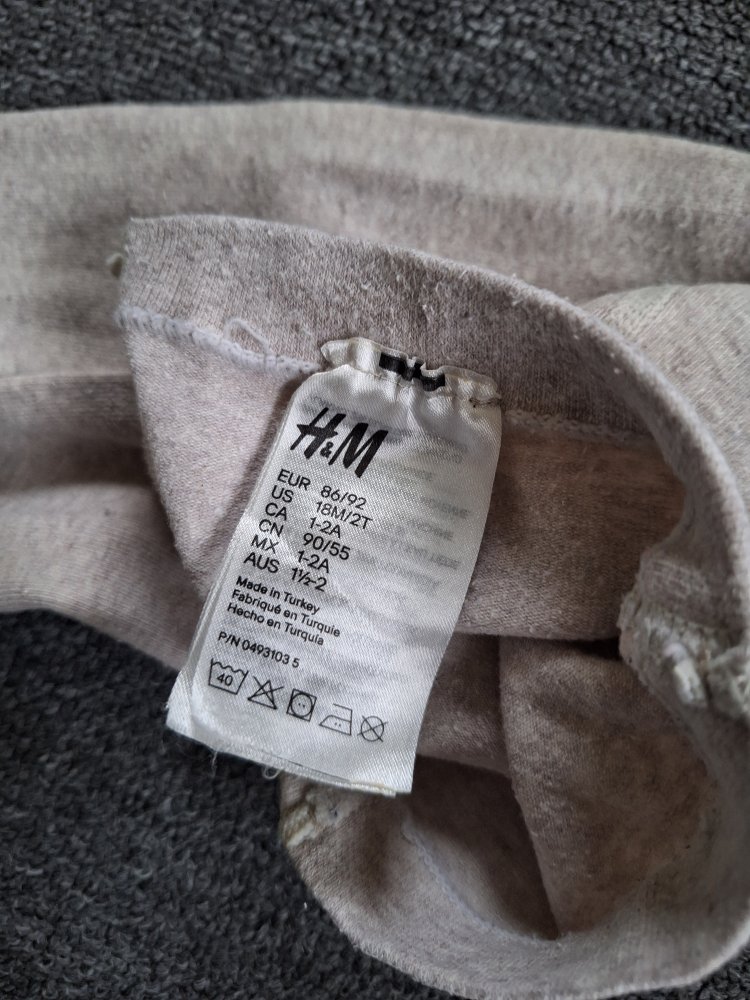 H&M
EUR 86/92
US 18M/2T
CA 1-2A
CN 90/55
MX 1-2A
AUS 1½-2
Made in Turkey
Fabriqué en Turquie
Hecho en Turquía
P/N 0493103 5
40